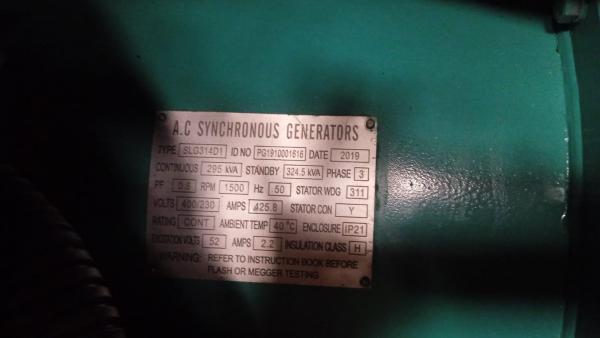 A.C SYNCHRONOUS GENERATORS
TYPE SLG314D1 ID NO PG1910001616 DATE 2019
CONTINUOUS 295 kVA STANDBY 324.5 kVA PHASE 3
PF 0.8 RPM 1500 Hz 50 STATOR WDG 311
VOLTS 400/230 AMPS 425.8 STATOR CON Y
RATING CONT AMBIENT TEMP 40 °C ENCLOSURE IP21
EXCITATION VOLTS 52 AMPS 2.2 INSULATION CLASS H
WARNING: REFER TO INSTRUCTION BOOK BEFORE
FLASH OR MEGGER TESTING